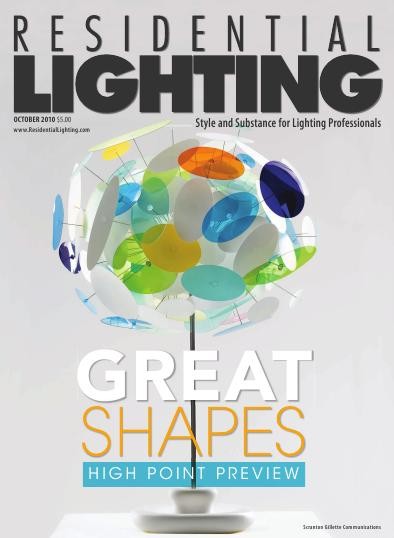 RESIDENTIAL
LIGHTING
OCTOBER 2010 $5.00
Style and Substance for Lighting Professionals
www.ResidentialLighting.com
GREAT
SHAPES
HIGH POINT PREVIEW
Scranton Gillette Communications